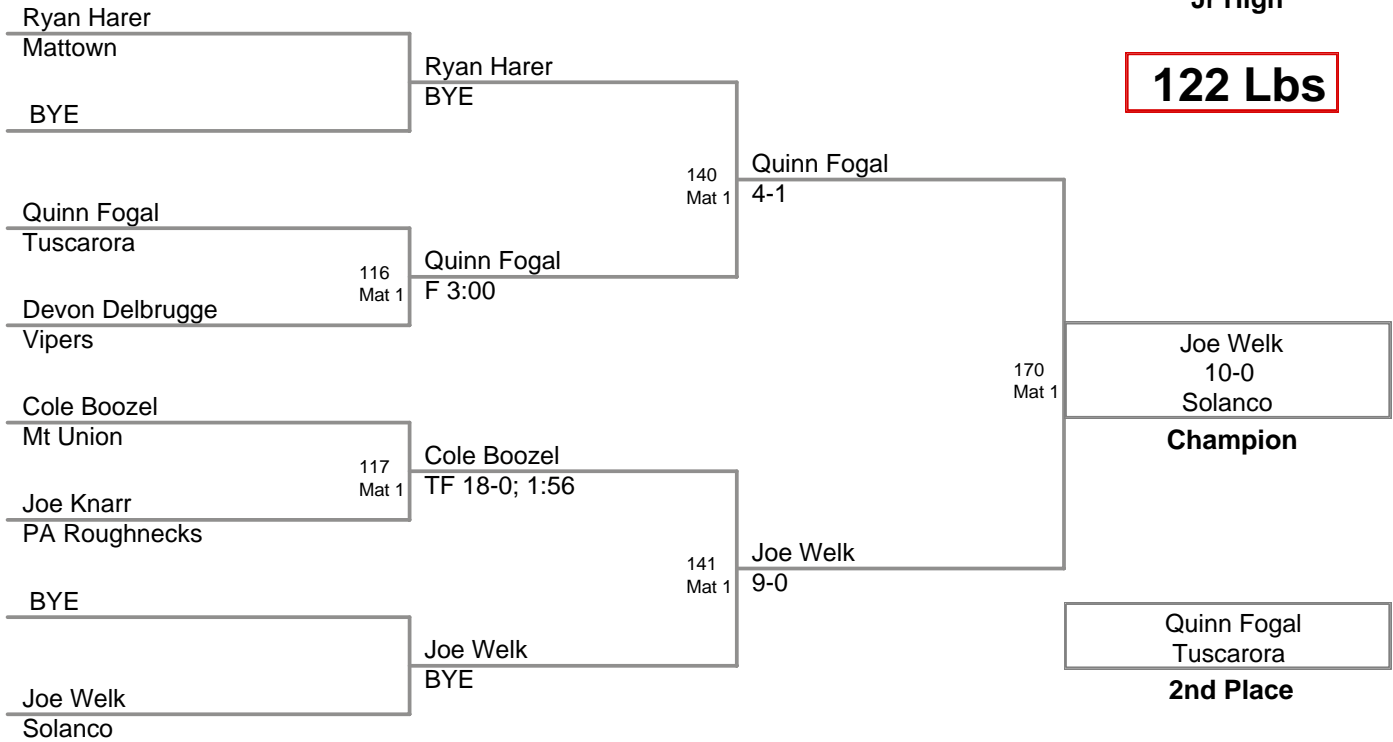 Jr High
122 Lbs
Ryan Harer
Mattown
BYE
Quinn Fogal
Tuscarora
116
Mat 1
Devon Delbrugge
Vipers
Cole Boozel
Mt Union
117
Mat 1
Joe Knarr
PA Roughnecks
BYE
Joe Welk
Solanco
Ryan Harer
BYE
140
Mat 1
Quinn Fogal
F 3:00
Cole Boozel
TF 18-0; 1:56
141
Mat 1
Joe Welk
BYE
Quinn Fogal
4-1
170
Mat 1
Joe Welk
9-0
Joe Welk
10-0
Solanco
Champion
Quinn Fogal
Tuscarora
2nd Place